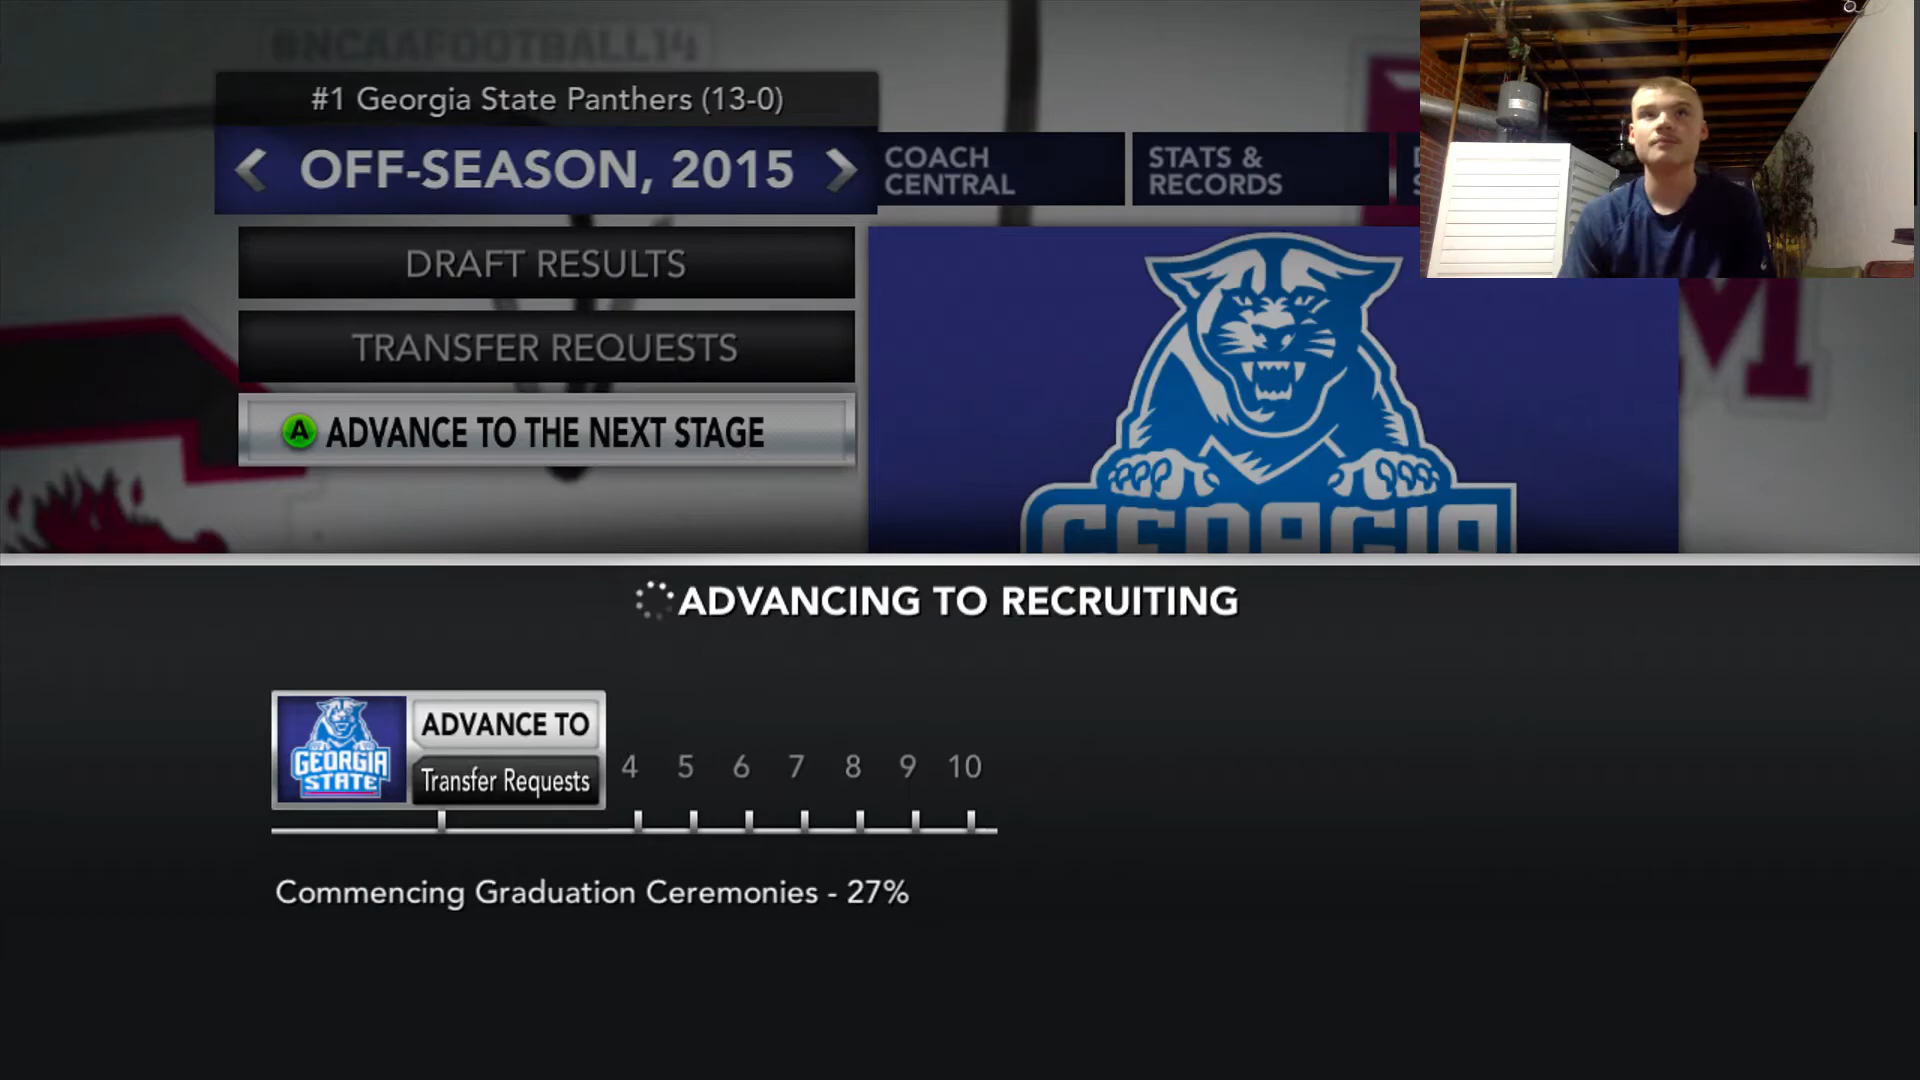 #NCAAFOOTBALL14
#1 Georgia State Panthers (13-0)
OFF-SEASON, 2015
COACH
CENTRAL
STATS &
RECORDS
DRAFT RESULTS
TRANSFER REQUESTS
A ADVANCE TO THE NEXT STAGE
GEORGIA
M
ADVANCING TO RECRUITING
GEORGIA
STATE
ADVANCE TO
Transfer Requests
4 5 6 7 8 9 10
Commencing Graduation Ceremonies - 27%